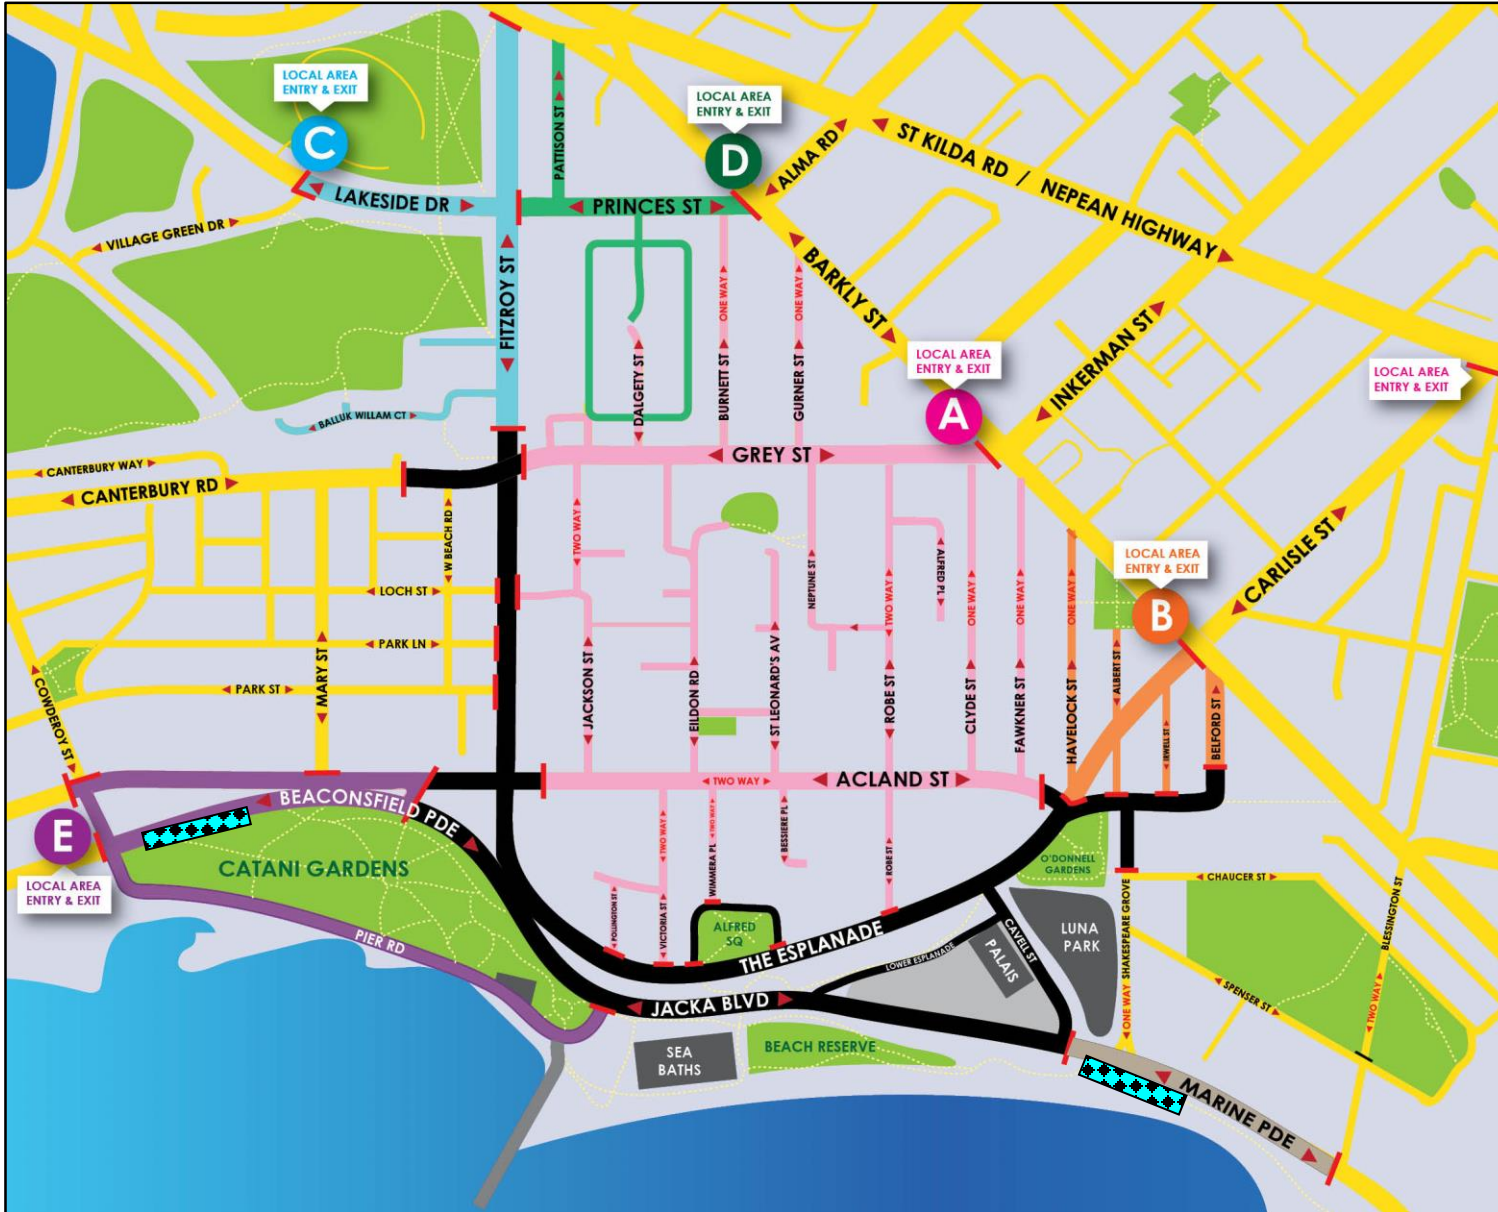 LOCAL AREA
ENTRY & EXIT
C
LOCAL AREA
ENTRY & EXIT
D
PATTISON ST
ALMA RD
ST KILDA RD / NEPEAN HIGHWAY
LAKESIDE DR
PRINCES ST
VILLAGE GREEN DR
FITZROY ST
BARKLY ST
ONE WAY
ONE WAY
INKERMAN ST
LOCAL AREA
ENTRY & EXIT
A
LOCAL AREA
ENTRY & EXIT
DALGETY ST
BURNETT ST
GURNER ST
BALLUK WILLAM CT
GREY ST
CANTERBURY WAY
CANTERBURY RD
W BEACH RD
TWO WAY
NEPTUNE ST
TWO WAY
ALFRED PL
ONE WAY
ONE WAY
ONE WAY
CARLISLE ST
LOCAL AREA
ENTRY & EXIT
B
LOCH ST
PARK LN
PARK ST
MARY ST
COWDEROY ST
JACKSON ST
EILDON RD
ST LEONARD'S AV
ROBE ST
CLYDE ST
FAWKNER ST
HAVELOCK ST
ALBERT ST
IRWELL ST
BELFORD ST
TWO WAY
ACLAND ST
BEACONSFIELD PDE
E
LOCAL AREA
ENTRY & EXIT
CATANI GARDENS
PIER RD
TWO WAY
TWO WAY
POLLINGTON ST
VICTORIA ST
WIMMERA PL
BESSIERE PL
ROBE ST
ALFRED
SQ
THE ESPLANADE
O'DONNELL
GARDENS
CHAUCER ST
LUNA
PARK
CAVELL ST
PALAIS
LOWER ESPLANADE
ONE WAY
SHAKESPEARE GROVE
BLESSINGTON ST
TWO WAY
SPENSER ST
JACKA BLVD
SEA
BATHS
BEACH RESERVE
MARINE PDE